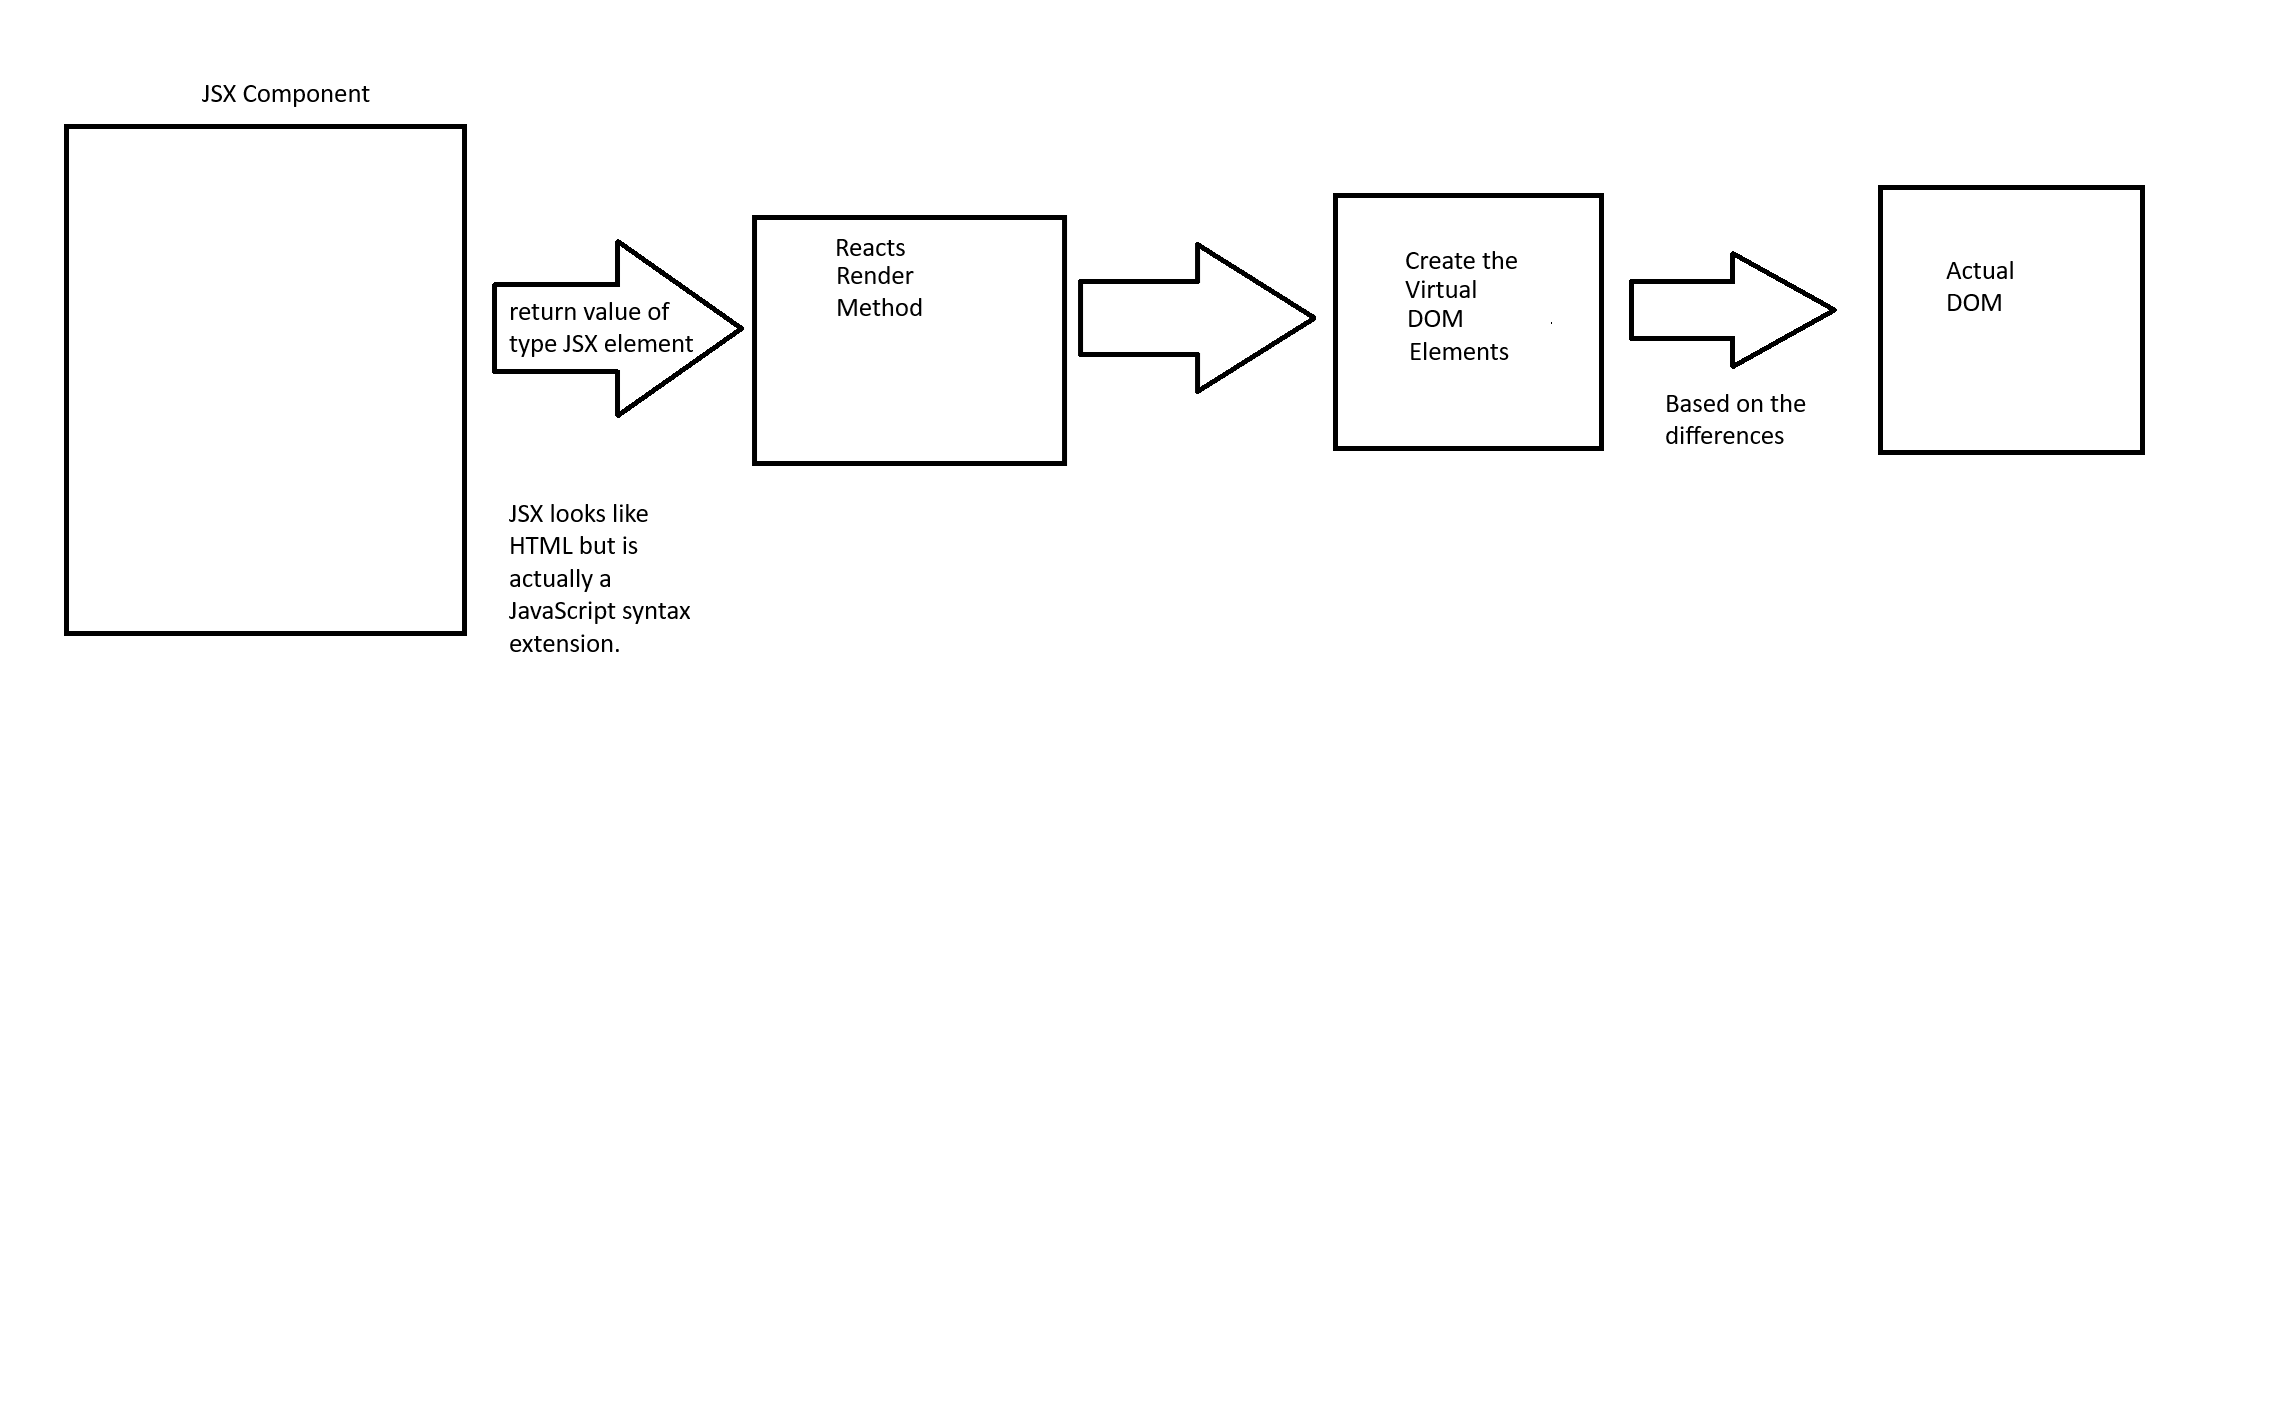 JSX Component
return value of
type JSX element
JSX looks like
HTML but is
actually a
JavaScript syntax
extension.
Reacts
Render
Method
Create the
Virtual
DOM
Elements
Based on the
differences
Actual
DOM